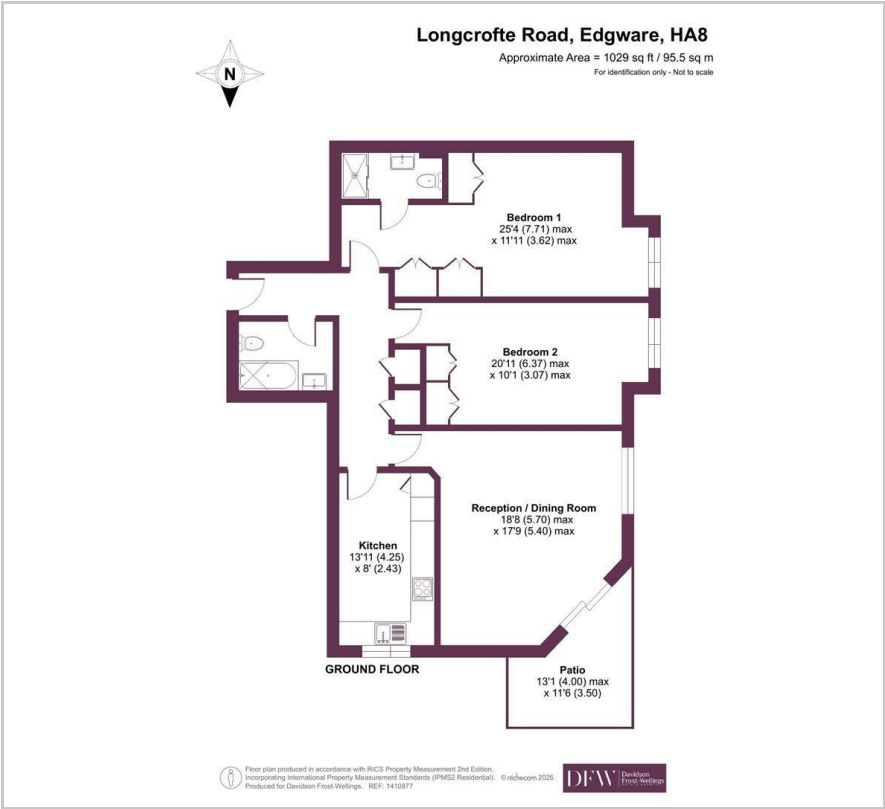 Longcrofte Road, Edgware, HA8
Approximate Area = 1029 sq ft / 95.5 sq m
For identification only - Not to scale
N
Bedroom 1
25'4 (7.71) max
x 11'11 (3.62) max
Bedroom 2
20'11 (6.37) max
x 10'1 (3.07) max
Reception / Dining Room
18'8 (5.70) max
x 17'9 (5.40) max
Kitchen
13'11 (4.25)
x 8' (2.43)
GROUND FLOOR
Patio
13'1 (4.00) max
x 11'6 (3.50)
Floor plan produced in accordance with RICS Property Measurement 2nd Edition,
Incorporating International Property Measurement Standards (IPMS2 Residential). © nichecom 2026.
Produced for Davidson Frost-Wellings. REF: 1410877
DFW
Davidson
Frost-Wellings